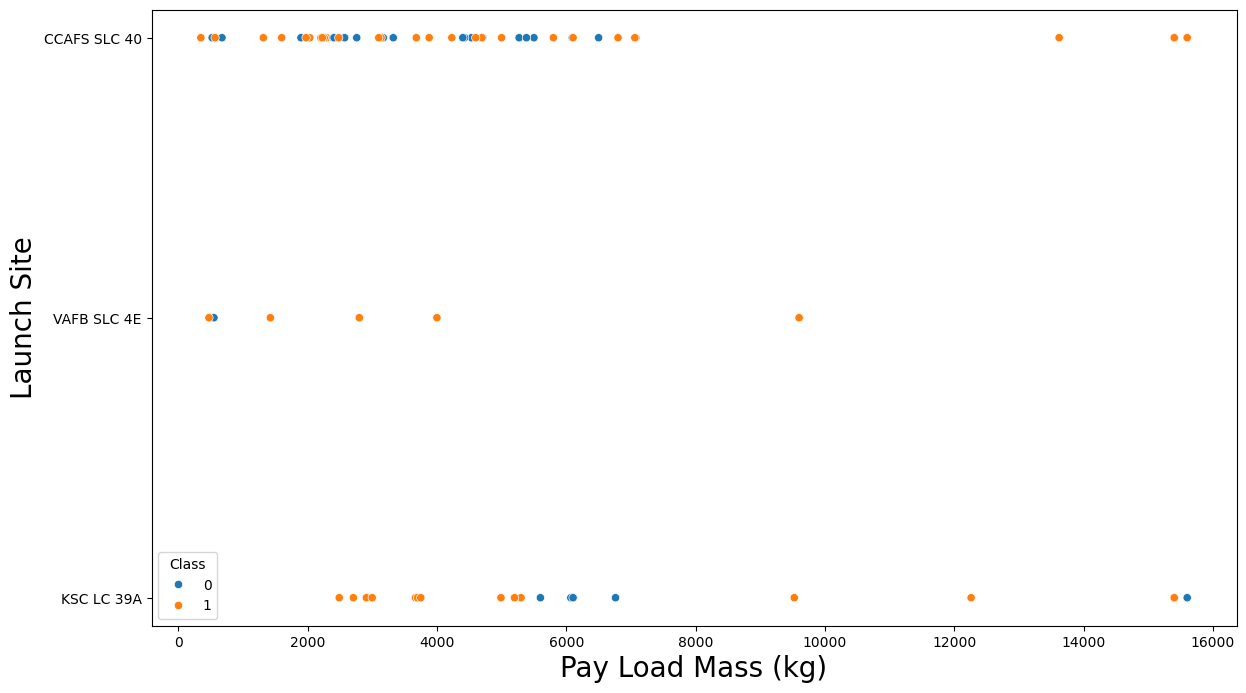 CCAFS SLC 40
VAFB SLC 4E
KSC LC 39A
Launch Site
Class
0
1
0 2000 4000 6000 8000 10000 12000 14000 16000
Pay Load Mass (kg)